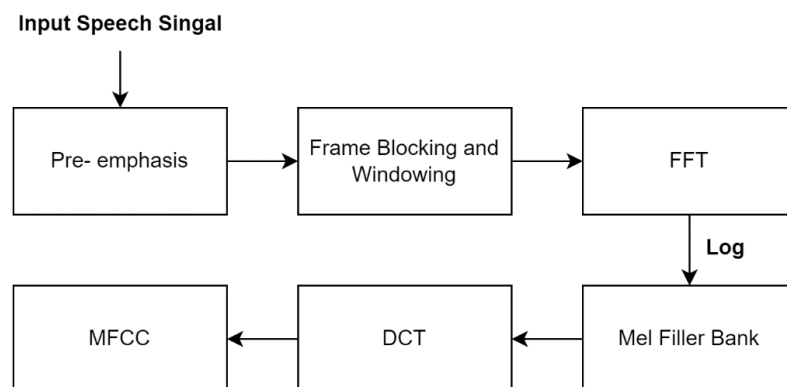 Input Speech Singal
Pre- emphasis
Frame Blocking and
Windowing
FFT
Log
Mel Filler Bank
DCT
MFCC